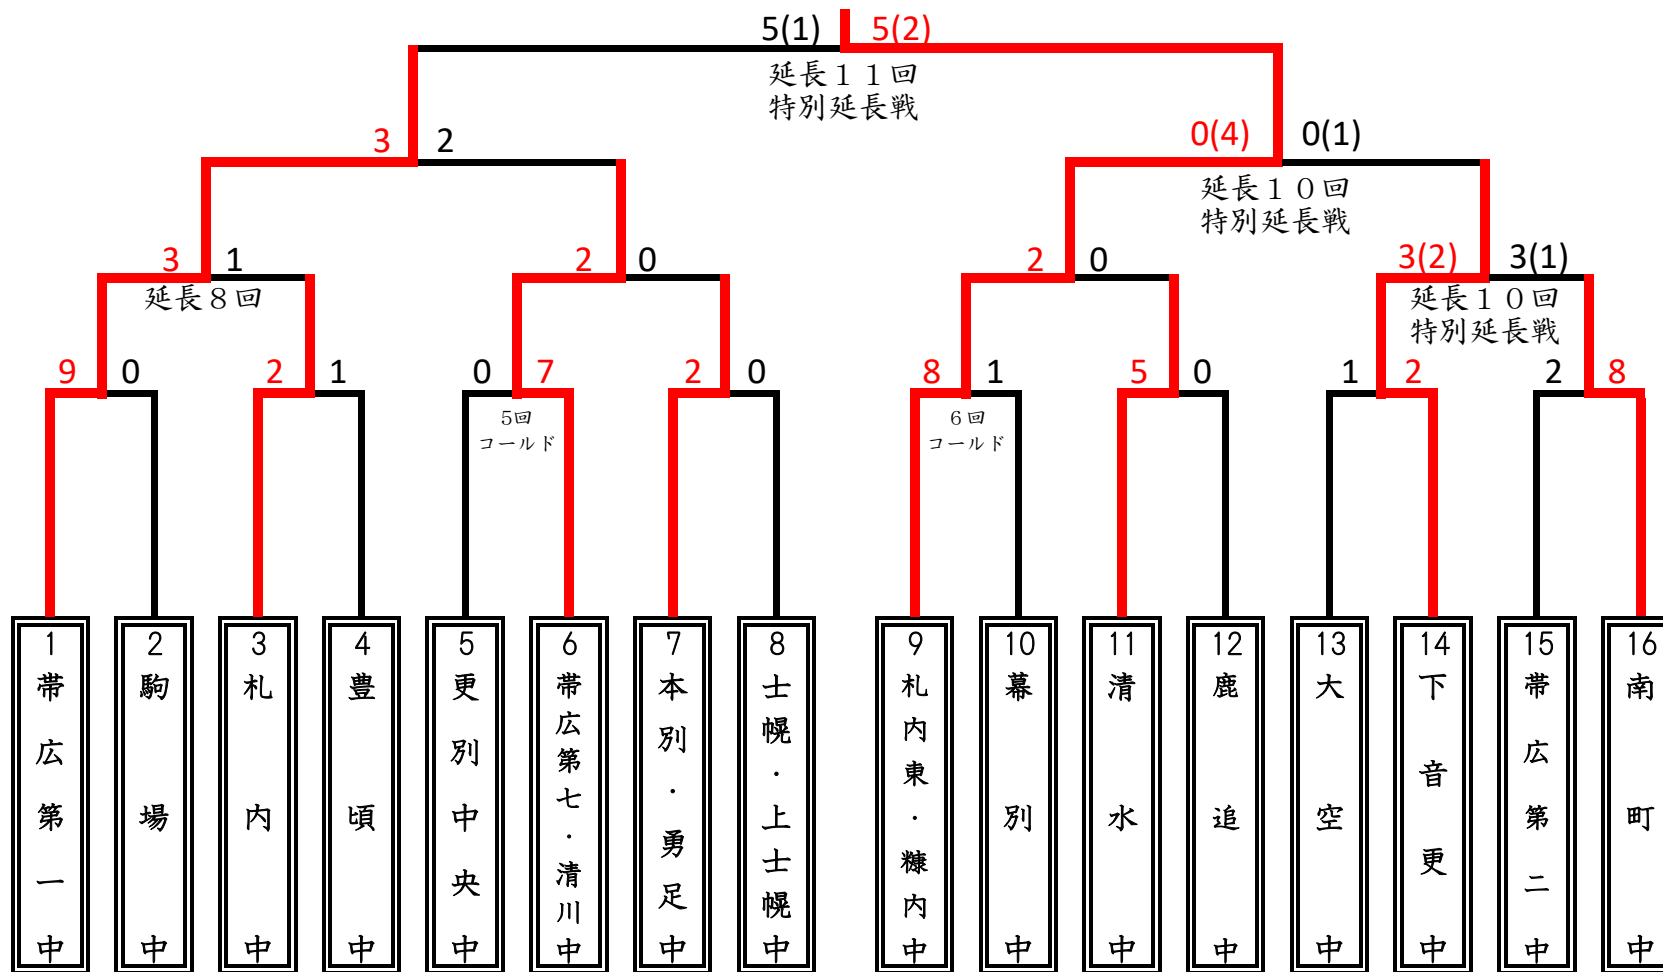 5(1) 5(2)
延長１１回
特別延長戦
3 2
0(4) 0(1)
延長１０回
特別延長戦
3 1
延長８回
2 0
2 0
3(2) 3(1)
延長１０回
特別延長戦
9 0
2 1
0 7
5回
コールド
2 0
8 1
６回
コールド
5 0
1 2
2 8
1 帯広第一中
2 駒場中
3 札内中
4 豊頃中
5 更別中央中
6 帯広第七・清川中
7 本別・勇足中
8 士幌・上士幌中
9 札内東・糠内中
10 幕別中
11 清水中
12 鹿追中
13 大空中
14 下音更中
15 帯広第二中
16 南町中